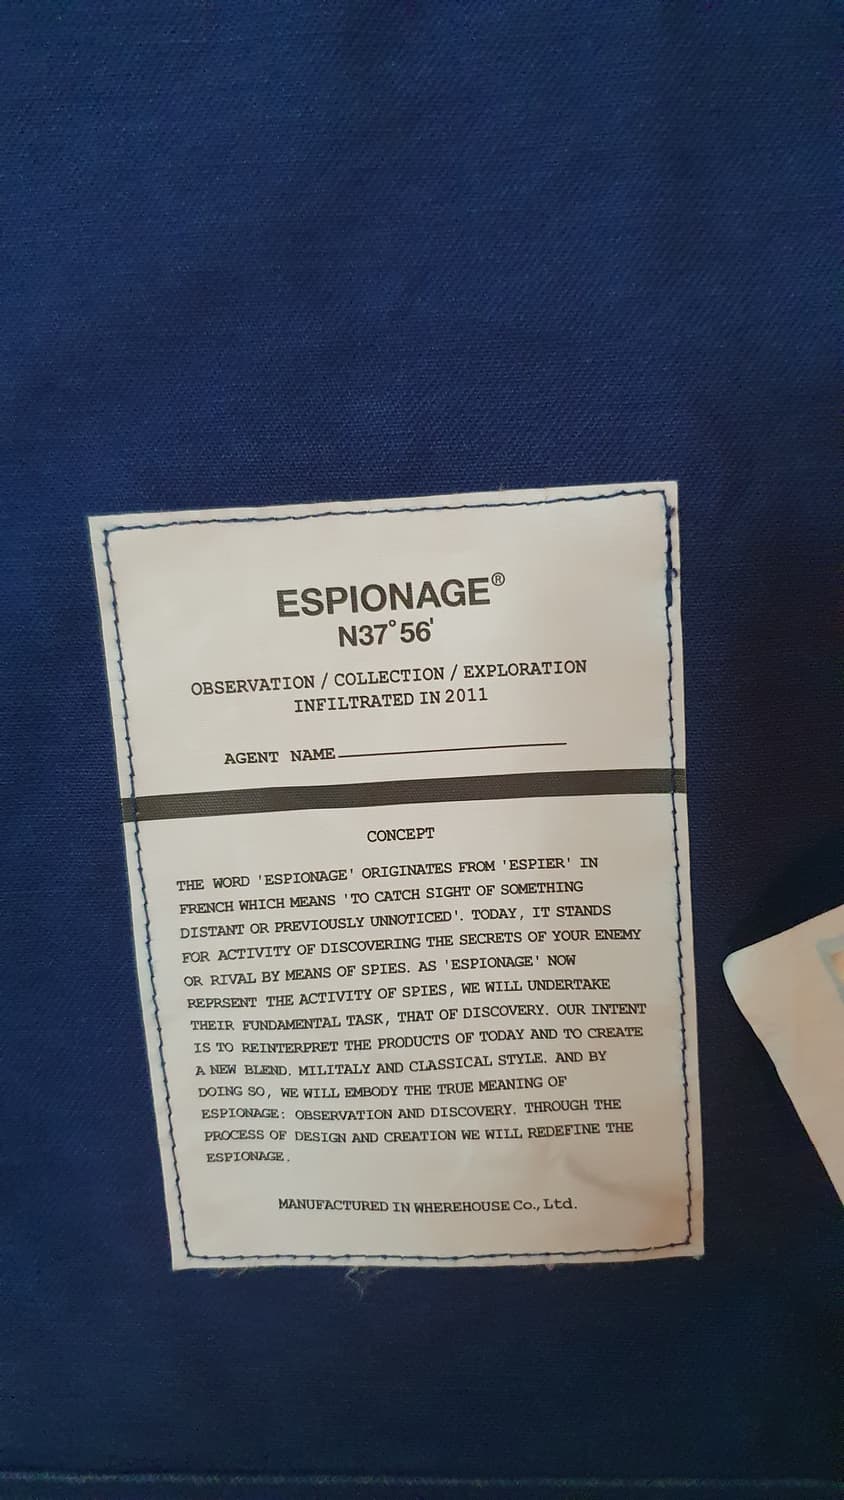 ESPIONAGE®
N37°56'
OBSERVATION / COLLECTION / EXPLORATION
INFILTRATED IN 2011
AGENT NAME
CONCEPT
THE WORD 'ESPIONAGE' ORIGINATES FROM 'ESPIER' IN
FRENCH WHICH MEANS 'TO CATCH SIGHT OF SOMETHING
DISTANT OR PREVIOUSLY UNNOTICED'. TODAY, IT STANDS
FOR ACTIVITY OF DISCOVERING THE SECRETS OF YOUR ENEMY
OR RIVAL BY MEANS OF SPIES. AS 'ESPIONAGE' NOW
REPRSENT THE ACTIVITY OF SPIES, WE WILL UNDERTAKE
THEIR FUNDAMENTAL TASK, THAT OF DISCOVERY. OUR INTENT
IS TO REINTERPRET THE PRODUCTS OF TODAY AND TO CREATE
A NEW BLEND. MILITALY AND CLASSICAL STYLE. AND BY
DOING SO, WE WILL EMBODY THE TRUE MEANING OF
ESPIONAGE: OBSERVATION AND DISCOVERY. THROUGH THE
PROCESS OF DESIGN AND CREATION WE WILL REDEFINE THE
ESPIONAGE.
MANUFACTURED IN WHEREHOUSE Co., Ltd.